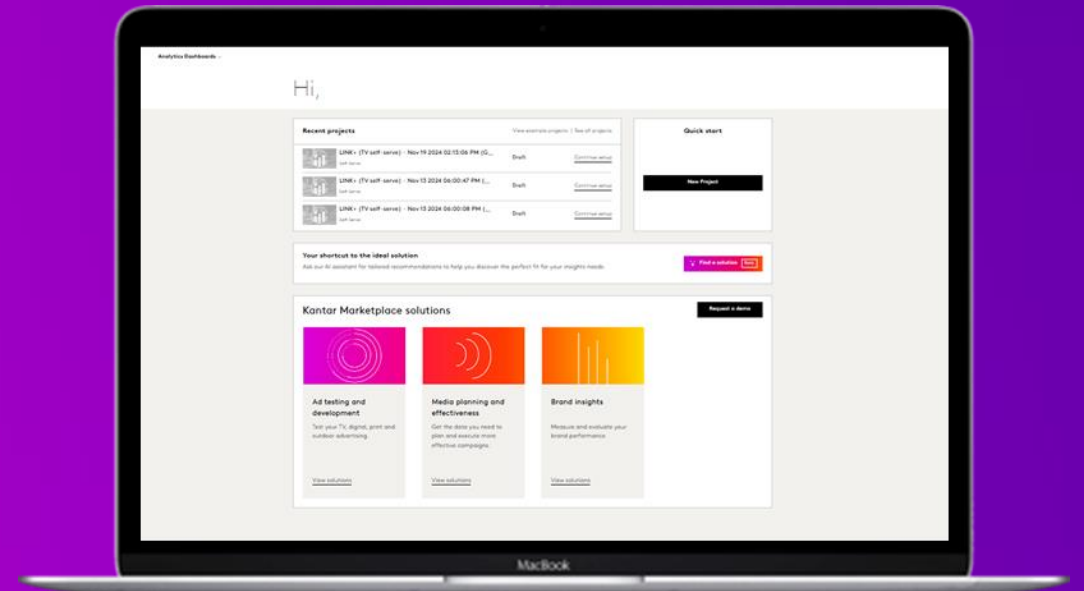 Analytics Dashboards
Hi,
Recent projects
View example projects | See all projects
LINK+ (TV self-serve) - Nov 19 2024 02:15:06 PM (G...
Self-Serve
Draft
Continue setup
LINK+ (TV self-serve) - Nov 13 2024 06:00:47 PM (...
Self-Serve
Draft
Continue setup
LINK+ (TV self-serve) - Nov 13 2024 06:00:08 PM (...
Self-Serve
Draft
Continue setup
Quick start
New Project
Your shortcut to the ideal solution
Ask our AI assistant for tailored recommendations to help you discover the perfect fit for your insights needs.
Find a solution
Kantar Marketplace solutions
Request a demo
Ad testing and
development
Test your TV, digital, print and
outdoor advertising.
View solutions
Media planning and
effectiveness
Get the data you need to
plan and execute more
effective campaigns.
View solutions
Brand insights
Measure and evaluate your
brand performance
View solutions
MacBook